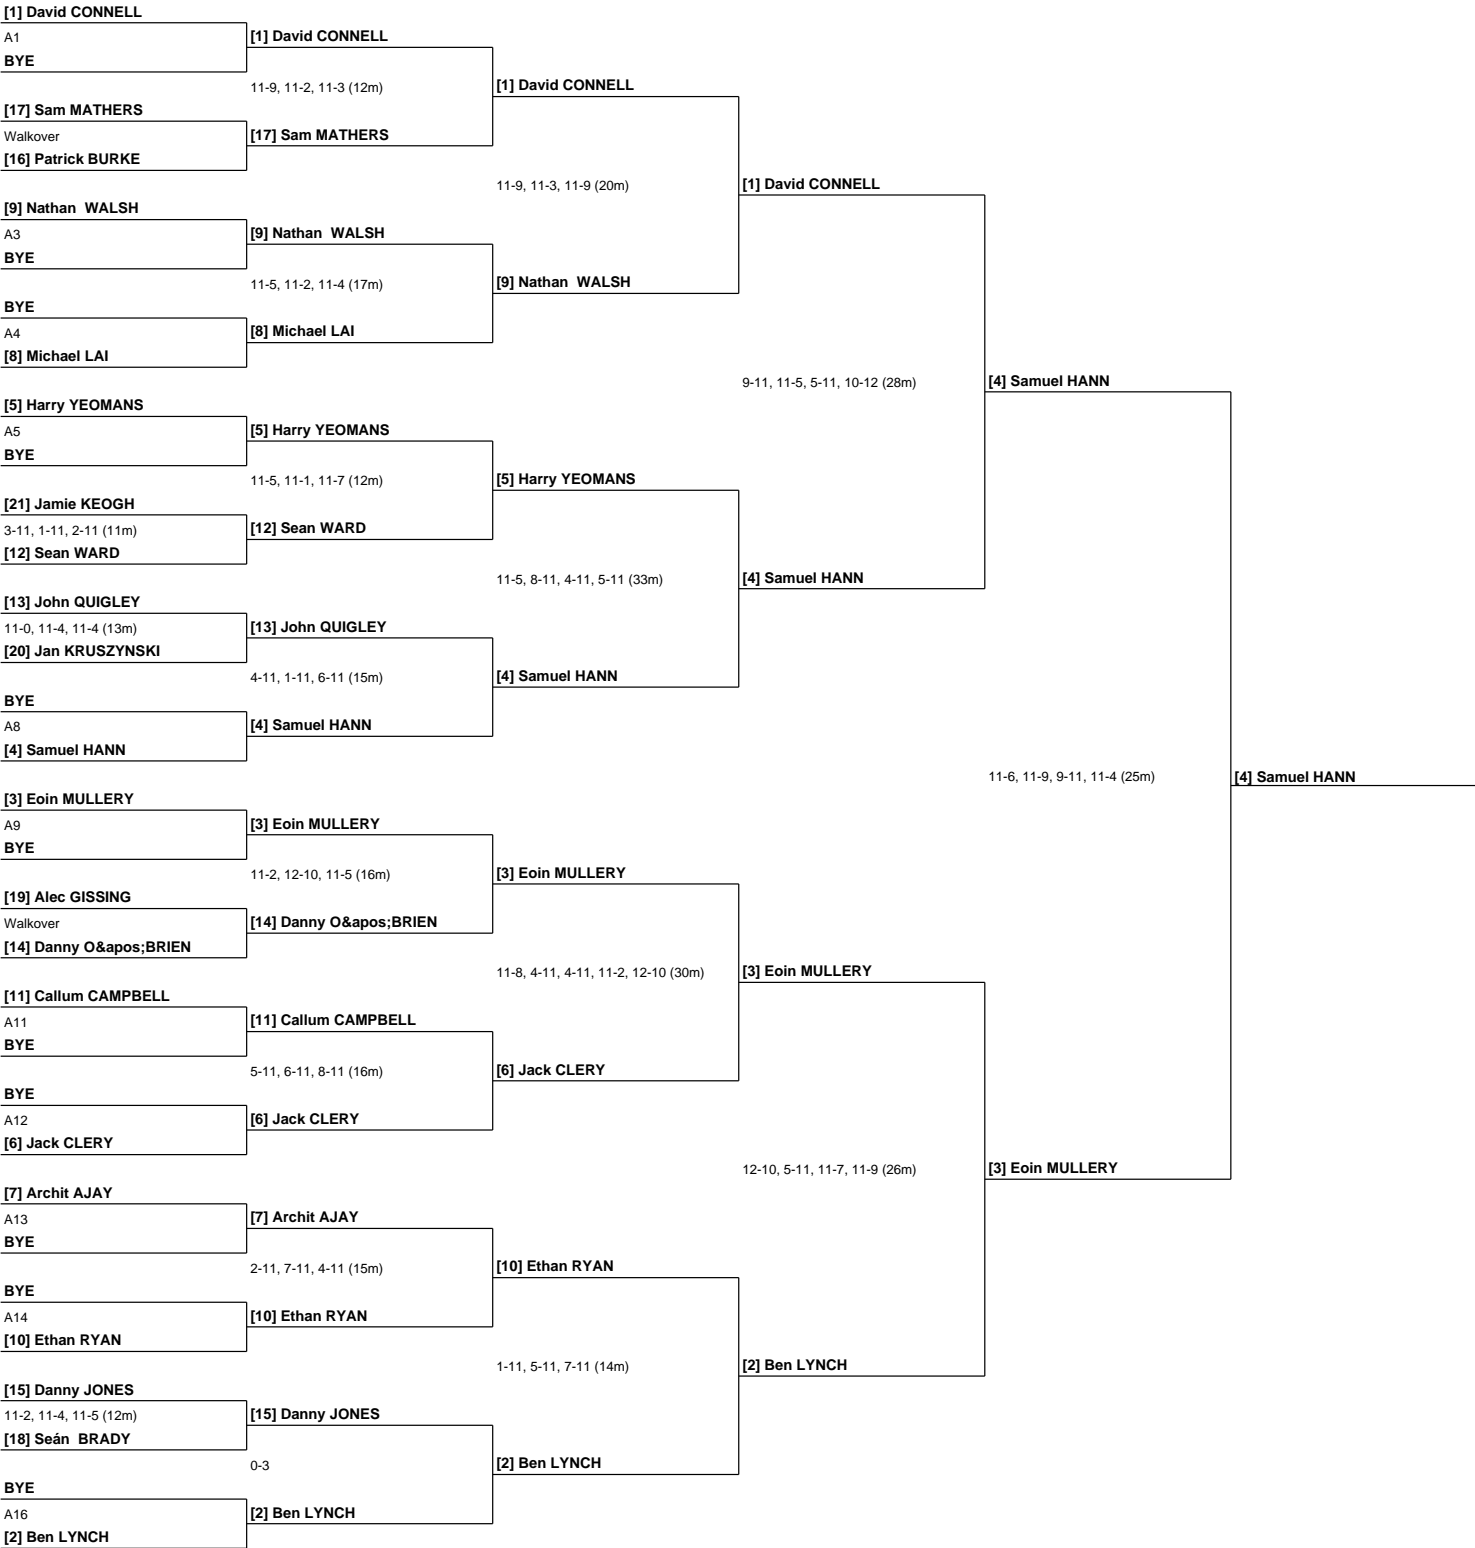 [1] David CONNELL
A1
BYE
[17] Sam MATHERS
Walkover
[16] Patrick BURKE
[9] Nathan  WALSH
A3
BYE
BYE
A4
[8] Michael LAI
[5] Harry YEOMANS
A5
BYE
[21] Jamie KEOGH
3-11, 1-11, 2-11 (11m)
[12] Sean WARD
[13] John QUIGLEY
11-0, 11-4, 11-4 (13m)
[20] Jan KRUSZYNSKI
BYE
A8
[4] Samuel HANN
[3] Eoin MULLERY
A9
BYE
[19] Alec GISSING
Walkover
[14] Danny O&apos;BRIEN
[11] Callum CAMPBELL
A11
BYE
BYE
A12
[6] Jack CLERY
[7] Archit AJAY
A13
BYE
BYE
A14
[10] Ethan RYAN
[15] Danny JONES
11-2, 11-4, 11-5 (12m)
[18] Seán  BRADY
BYE
A16
[2] Ben LYNCH
[1] David CONNELL
11-9, 11-2, 11-3 (12m)
[17] Sam MATHERS
[9] Nathan  WALSH
11-5, 11-2, 11-4 (17m)
[8] Michael LAI
[5] Harry YEOMANS
11-5, 11-1, 11-7 (12m)
[12] Sean WARD
[13] John QUIGLEY
4-11, 1-11, 6-11 (15m)
[4] Samuel HANN
[3] Eoin MULLERY
11-2, 12-10, 11-5 (16m)
[14] Danny O&apos;BRIEN
[11] Callum CAMPBELL
5-11, 6-11, 8-11 (16m)
[6] Jack CLERY
[7] Archit AJAY
2-11, 7-11, 4-11 (15m)
[10] Ethan RYAN
[15] Danny JONES
0-3
[2] Ben LYNCH
[1] David CONNELL
11-9, 11-3, 11-9 (20m)
[9] Nathan  WALSH
[5] Harry YEOMANS
11-5, 8-11, 4-11, 5-11 (33m)
[4] Samuel HANN
[3] Eoin MULLERY
11-8, 4-11, 4-11, 11-2, 12-10 (30m)
[6] Jack CLERY
[10] Ethan RYAN
1-11, 5-11, 7-11 (14m)
[2] Ben LYNCH
[1] David CONNELL
9-11, 11-5, 5-11, 10-12 (28m)
[4] Samuel HANN
[3] Eoin MULLERY
12-10, 5-11, 11-7, 11-9 (26m)
[2] Ben LYNCH
[4] Samuel HANN
11-6, 11-9, 9-11, 11-4 (25m)
[3] Eoin MULLERY
[4] Samuel HANN